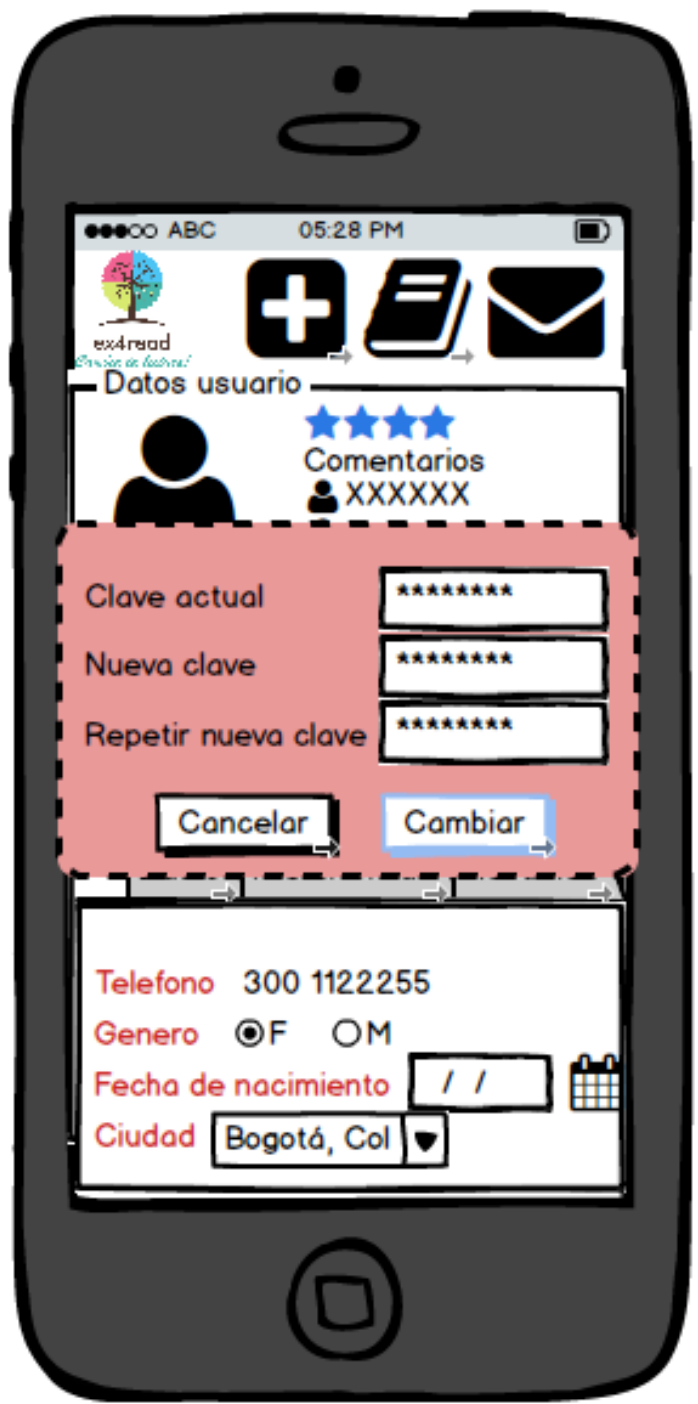 ABC 05:28 PM
ex4read
Datos usuario
Comentarios
XXXXXX
Clave actual ********
Nueva clave ********
Repetir nueva clave ********
Cancelar Cambiar
Telefono 300 1122255
Genero F M
Fecha de nacimiento / /
Ciudad Bogotá, Col